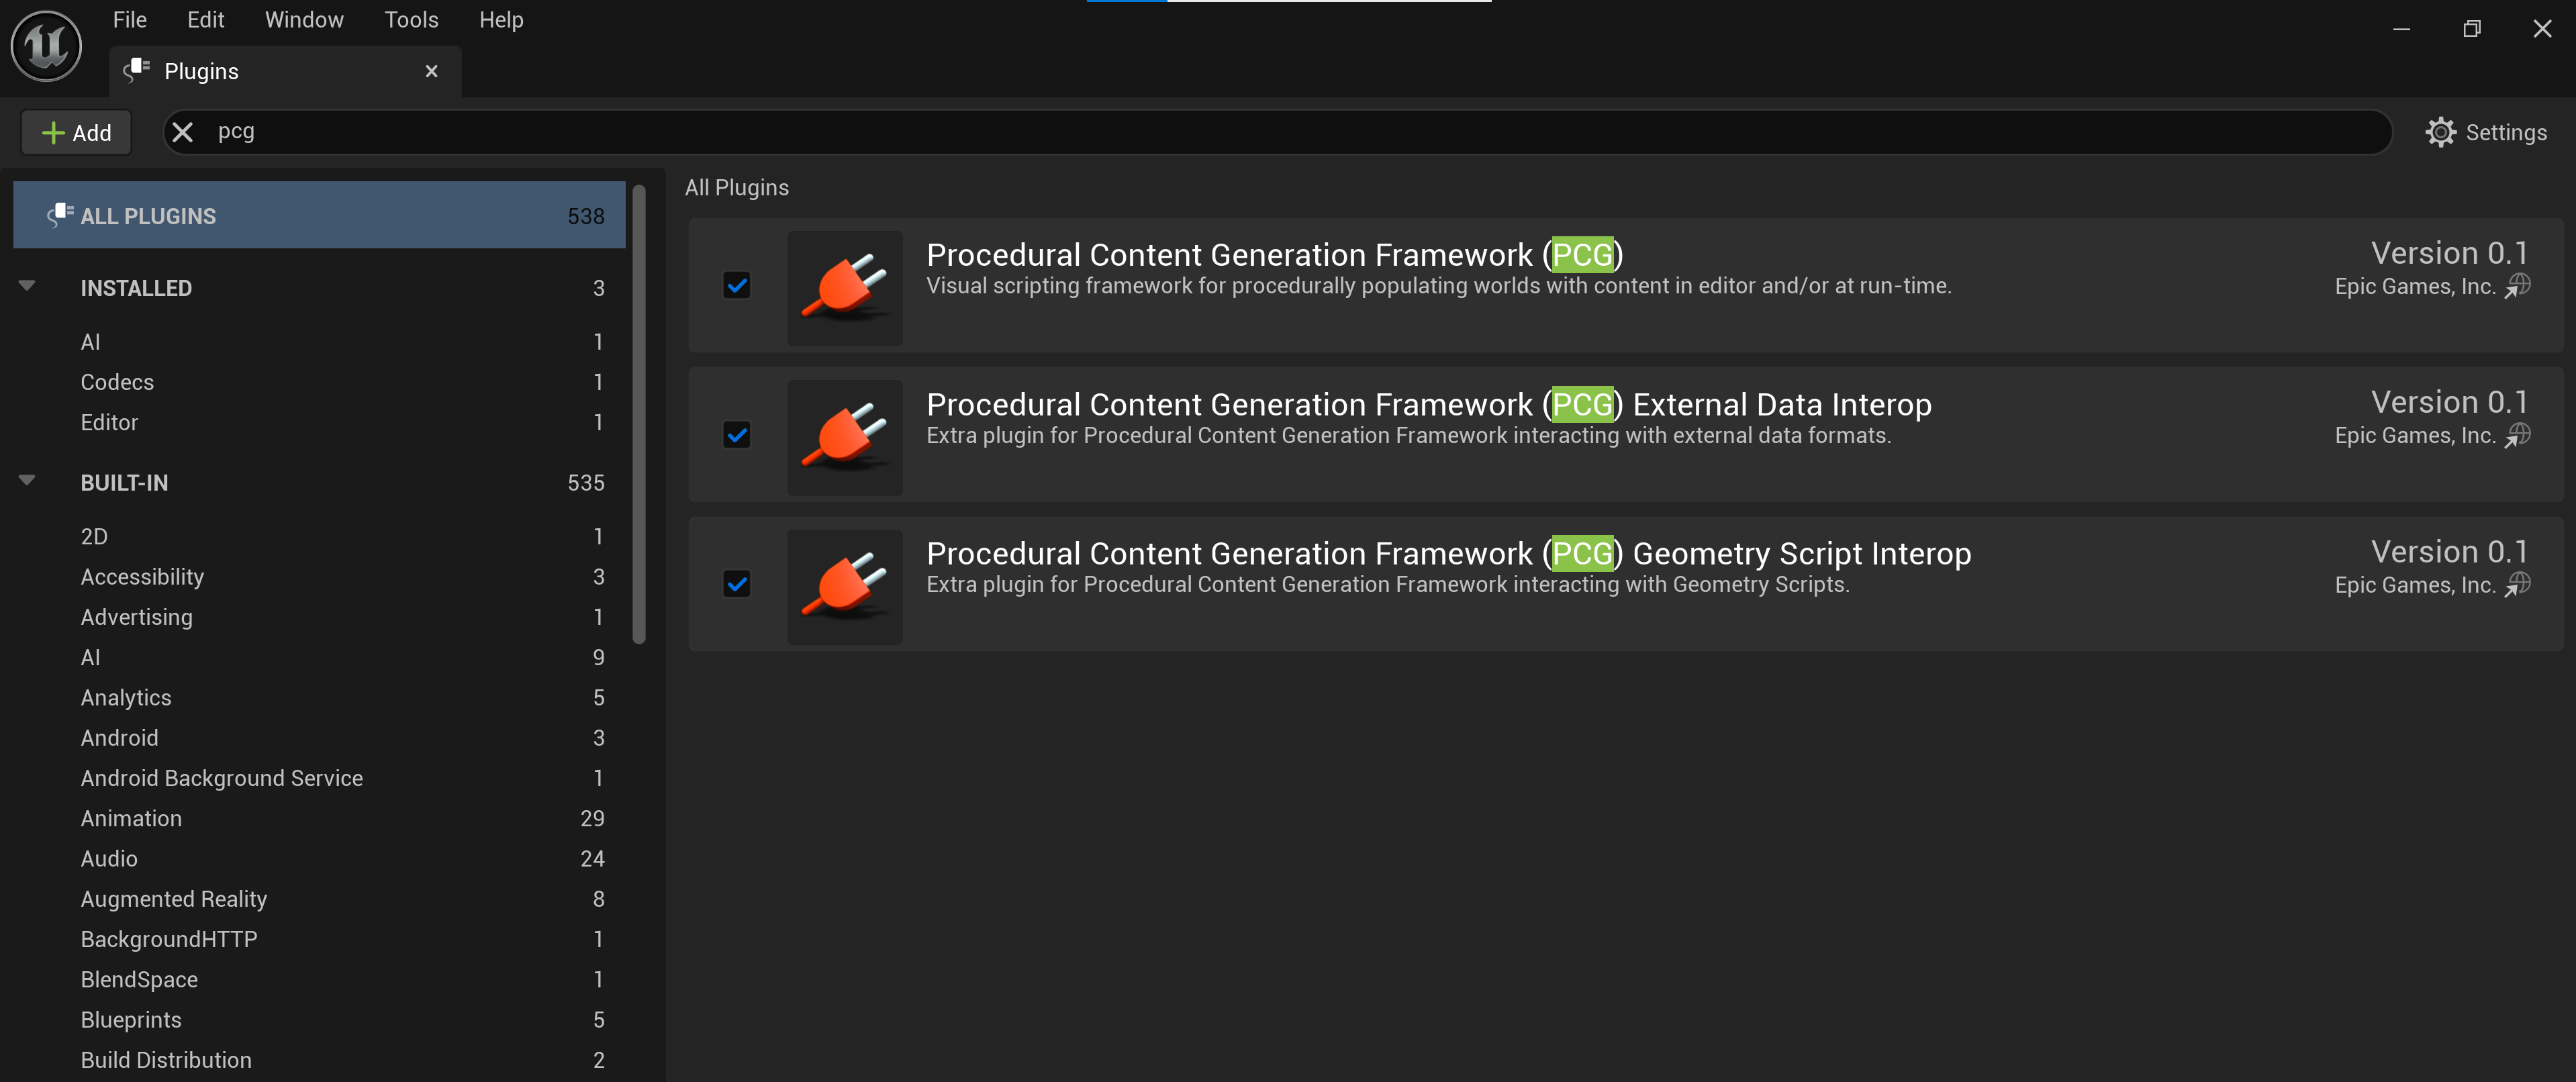 File Edit Window Tools Help
Plugins
Add
pcg
Settings
ALL PLUGINS 538
INSTALLED 3
AI 1
Codecs 1
Editor 1
BUILT-IN 535
2D 1
Accessibility 3
Advertising 1
AI 9
Analytics 5
Android 3
Android Background Service 1
Animation 29
Audio 24
Augmented Reality 8
BackgroundHTTP 1
BlendSpace 1
Blueprints 5
Build Distribution 2
All Plugins
Procedural Content Generation Framework (PCG)
Visual scripting framework for procedurally populating worlds with content in editor and/or at run-time.
Version 0.1
Epic Games, Inc.
Procedural Content Generation Framework (PCG) External Data Interop
Extra plugin for Procedural Content Generation Framework interacting with external data formats.
Version 0.1
Epic Games, Inc.
Procedural Content Generation Framework (PCG) Geometry Script Interop
Extra plugin for Procedural Content Generation Framework interacting with Geometry Scripts.
Version 0.1
Epic Games, Inc.